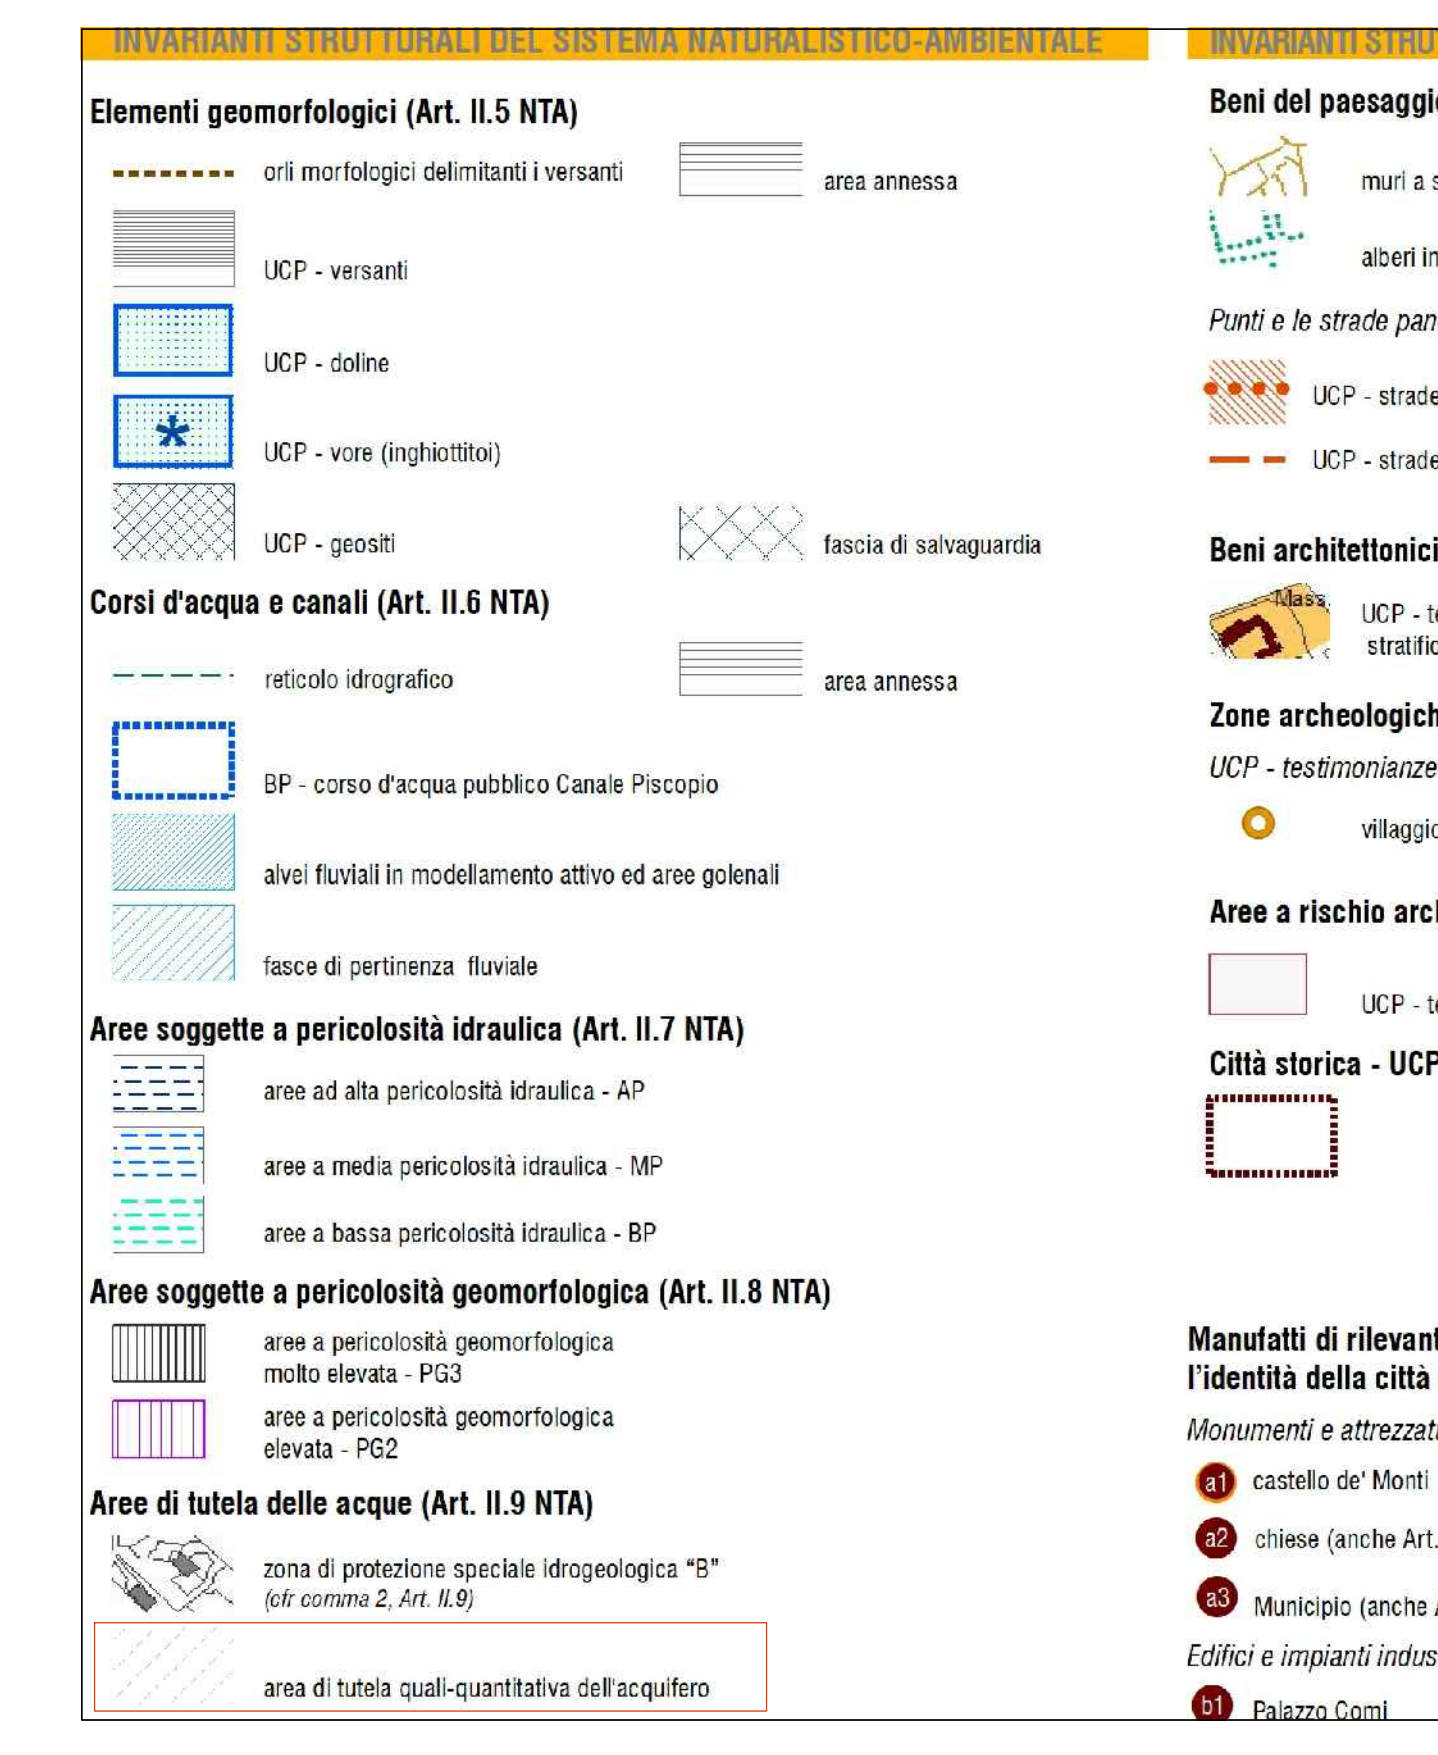 INVARIANTI STRUTTURALI DEL SISTEMA NATURALISTICO-AMBIENTALE
Elementi geomorfologici (Art. II.5 NTA)
orli morfologici delimitanti i versanti
area annessa
UCP - versanti
UCP - doline
UCP - vore (inghiottitoi)
UCP - geositi
fascia di salvaguardia
Corsi d'acqua e canali (Art. II.6 NTA)
reticolo idrografico
area annessa
BP - corso d'acqua pubblico Canale Piscopio
alvei fluviali in modellamento attivo ed aree golenali
fasce di pertinenza fluviale
Aree soggette a pericolosità idraulica (Art. II.7 NTA)
aree ad alta pericolosità idraulica - AP
aree a media pericolosità idraulica - MP
aree a bassa pericolosità idraulica - BP
Aree soggette a pericolosità geomorfologica (Art. II.8 NTA)
aree a pericolosità geomorfologica
molto elevata - PG3
aree a pericolosità geomorfologica
elevata - PG2
Aree di tutela delle acque (Art. II.9 NTA)
zona di protezione speciale idrogeologica “B”
(cfr comma 2, Art. II.9)
area di tutela quali-quantitativa dell'acquifero
INVARIANTI STRU
Beni del paesaggi
muri a s
alberi in
Punti e le strade pan
UCP - strade
UCP - strade
Beni architettonici
Mass.
UCP - te
stratific
Zone archeologich
UCP - testimonianze
villaggio
Aree a rischio arch
UCP - te
Città storica - UCP
Manufatti di rilevant
l’identità della città
Monumenti e attrezzatu
a1 castello de' Monti
a2 chiese (anche Art.
a3 Municipio (anche A
Edifici e impianti indus
b1 Palazzo Comi